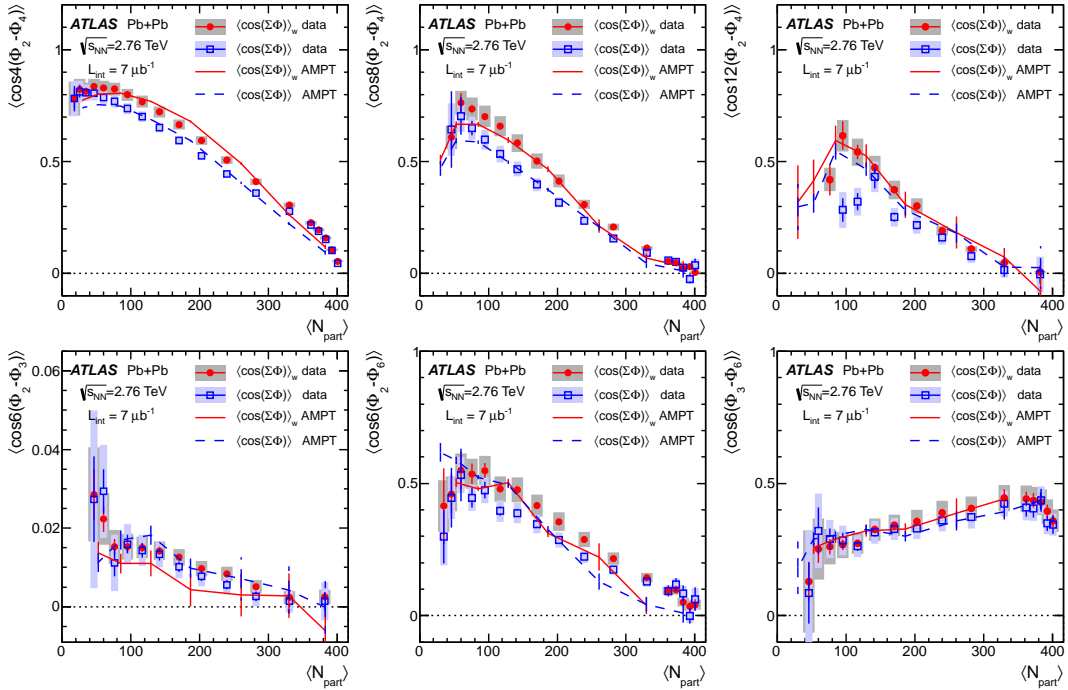 ⟨cos4(Φ2-Φ4)⟩
ATLAS Pb+Pb
√sNN=2.76 TeV
Lint = 7 μb-1
⟨cos(ΣΦ)⟩w data
⟨cos(ΣΦ)⟩ data
⟨cos(ΣΦ)⟩w AMPT
⟨cos(ΣΦ)⟩ AMPT
1
0.5
0
0 100 200 300 400
⟨Npart⟩
⟨cos8(Φ2-Φ4)⟩
ATLAS Pb+Pb
√sNN=2.76 TeV
Lint = 7 μb-1
⟨cos(ΣΦ)⟩w data
⟨cos(ΣΦ)⟩ data
⟨cos(ΣΦ)⟩w AMPT
⟨cos(ΣΦ)⟩ AMPT
1
0.5
0
0 100 200 300 400
⟨Npart⟩
⟨cos12(Φ2-Φ4)⟩
ATLAS Pb+Pb
√sNN=2.76 TeV
Lint = 7 μb-1
⟨cos(ΣΦ)⟩w data
⟨cos(ΣΦ)⟩ data
⟨cos(ΣΦ)⟩w AMPT
⟨cos(ΣΦ)⟩ AMPT
1
0.5
0
0 100 200 300 400
⟨Npart⟩
⟨cos6(Φ2-Φ3)⟩
ATLAS Pb+Pb
√sNN=2.76 TeV
Lint = 7 μb-1
⟨cos(ΣΦ)⟩w data
⟨cos(ΣΦ)⟩ data
⟨cos(ΣΦ)⟩w AMPT
⟨cos(ΣΦ)⟩ AMPT
0.06
0.04
0.02
0
0 100 200 300 400
⟨Npart⟩
⟨cos6(Φ2-Φ6)⟩
ATLAS Pb+Pb
√sNN=2.76 TeV
Lint = 7 μb-1
⟨cos(ΣΦ)⟩w data
⟨cos(ΣΦ)⟩ data
⟨cos(ΣΦ)⟩w AMPT
⟨cos(ΣΦ)⟩ AMPT
1
0.5
0
0 100 200 300 400
⟨Npart⟩
⟨cos6(Φ3-Φ6)⟩
ATLAS Pb+Pb
√sNN=2.76 TeV
Lint = 7 μb-1
⟨cos(ΣΦ)⟩w data
⟨cos(ΣΦ)⟩ data
⟨cos(ΣΦ)⟩w AMPT
⟨cos(ΣΦ)⟩ AMPT
1
0.5
0
0 100 200 300 400
⟨Npart⟩